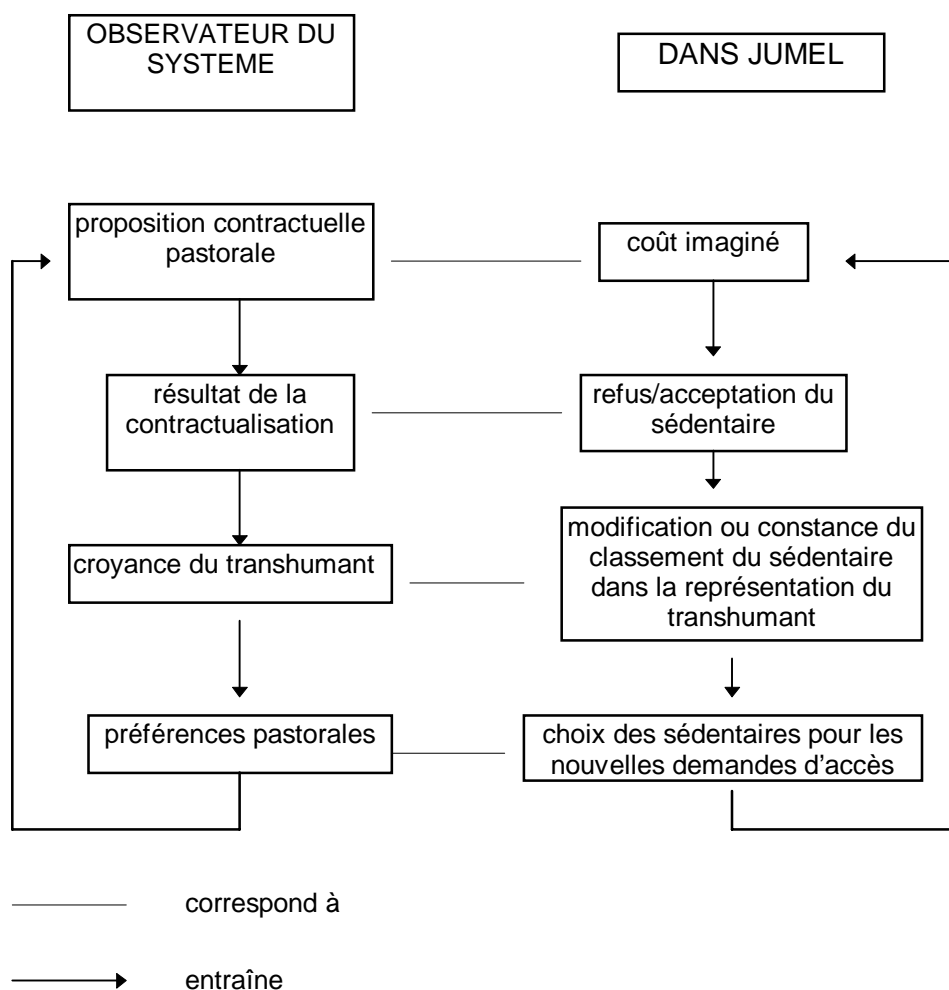 OBSERVATEUR DU
SYSTEME
DANS JUMEL
proposition contractuelle
pastorale
coût imaginé
résultat de la
contractualisation
refus/acceptation du
sédentaire
croyance du transhumant
modification ou constance du
classement du sédentaire
dans la représentation du
transhumant
préférences pastorales
choix des sédentaires pour les
nouvelles demandes d'accès
correspond à
entraîne